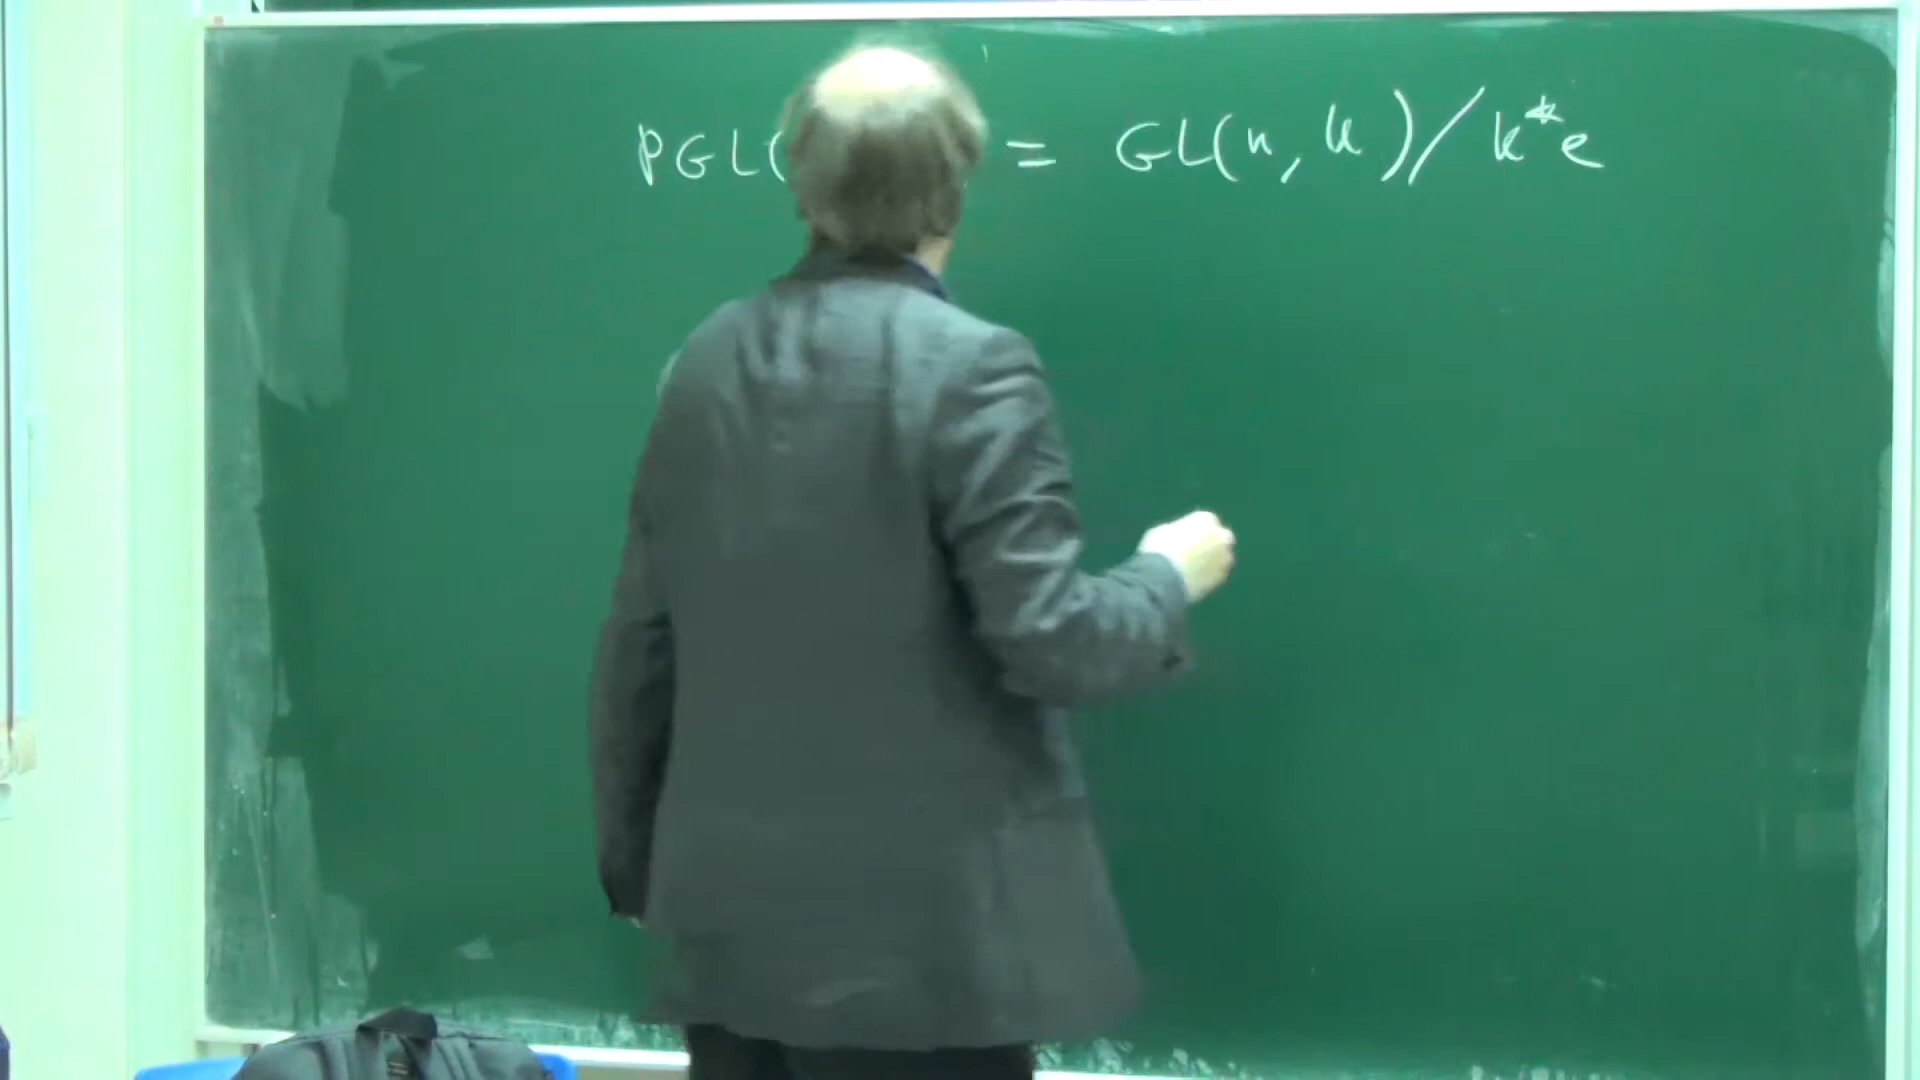 PGL( = GL(n, k)/k*e